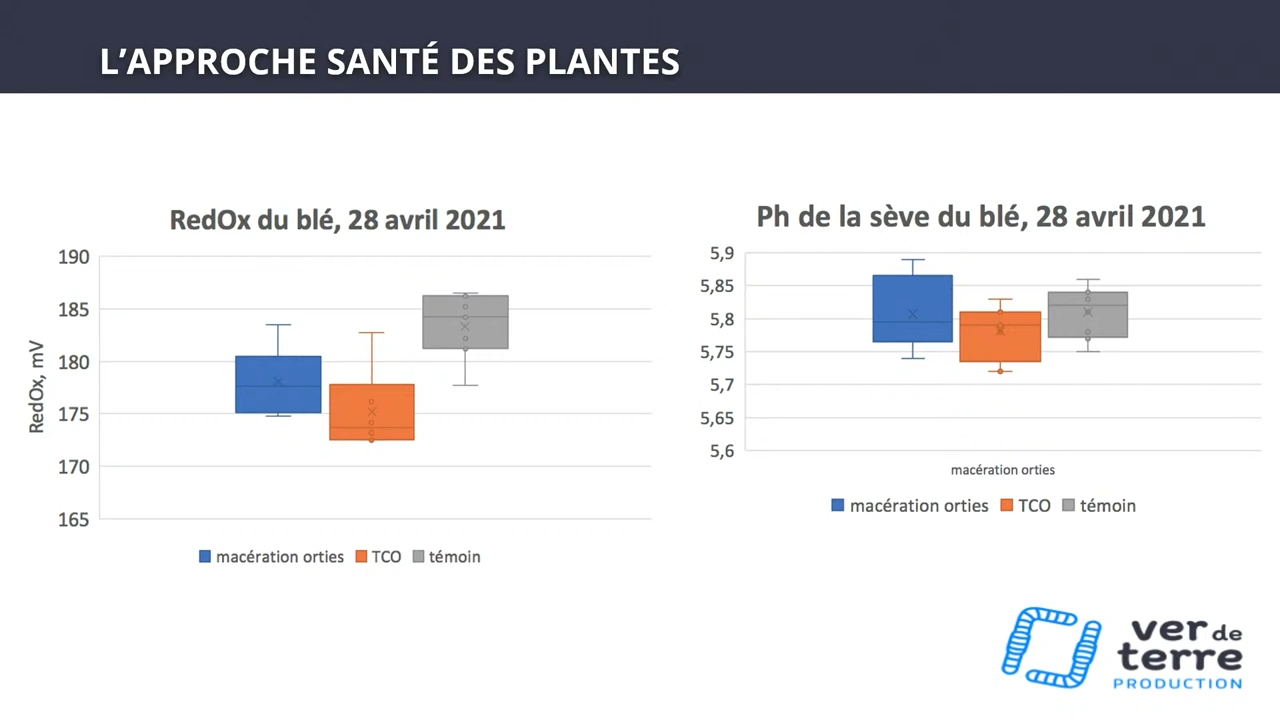 L'APPROCHE SANTÉ DES PLANTES
RedOx du blé, 28 avril 2021
190
185
180
175
170
165
RedOx, mV
macération orties TCO témoin
Ph de la sève du blé, 28 avril 2021
5,9
5,85
5,8
5,75
5,7
5,65
5,6
macération orties
macération orties TCO témoin
ver de
terre
PRODUCTION